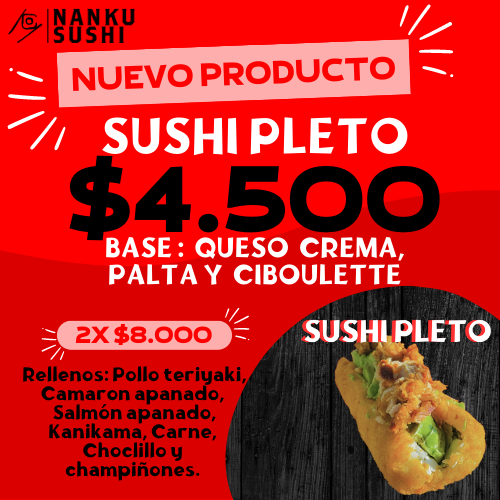 NANKU
SUSHI
NUEVO PRODUCTO
SUSHI PLETO
$4.500
BASE: QUESO CREMA,
PALTA Y CIBOULETTE
2X $8.000
SUSHI PLETO
Rellenos: Pollo teriyaki,
Camaron apanado,
Salmón apanado,
Kanikama, Carne,
Choclillo y
champiñones.